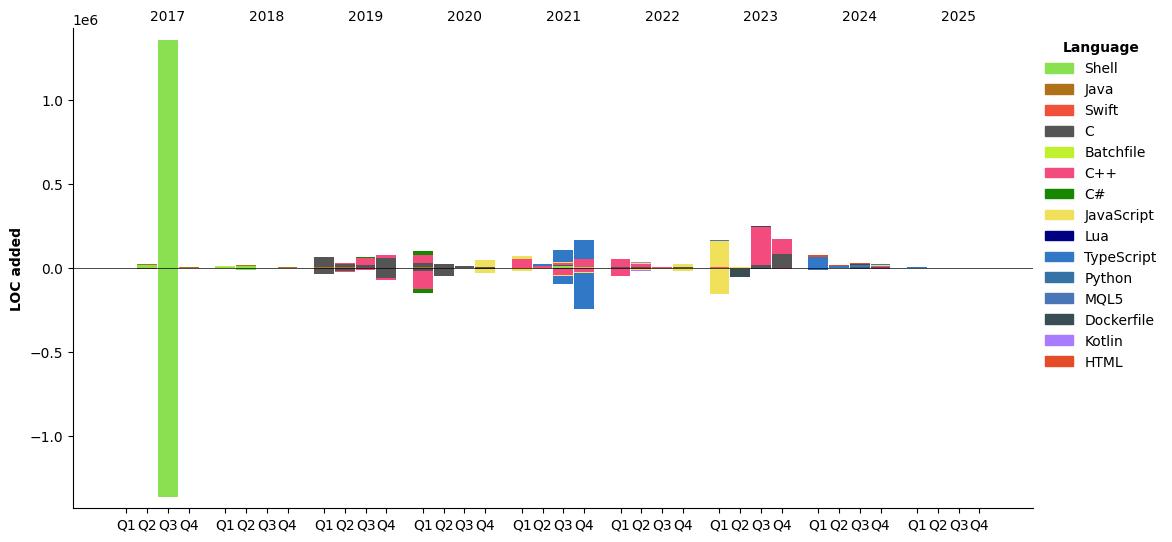 1e6
2017 2018 2019 2020 2021 2022 2023 2024 2025
LOC added
1.0
0.5
0.0
−0.5
−1.0
Q1 Q2 Q3 Q4 Q1 Q2 Q3 Q4 Q1 Q2 Q3 Q4 Q1 Q2 Q3 Q4 Q1 Q2 Q3 Q4 Q1 Q2 Q3 Q4 Q1 Q2 Q3 Q4 Q1 Q2 Q3 Q4 Q1 Q2 Q3 Q4
Language
Shell
Java
Swift
C
Batchfile
C++
C#
JavaScript
Lua
TypeScript
Python
MQL5
Dockerfile
Kotlin
HTML